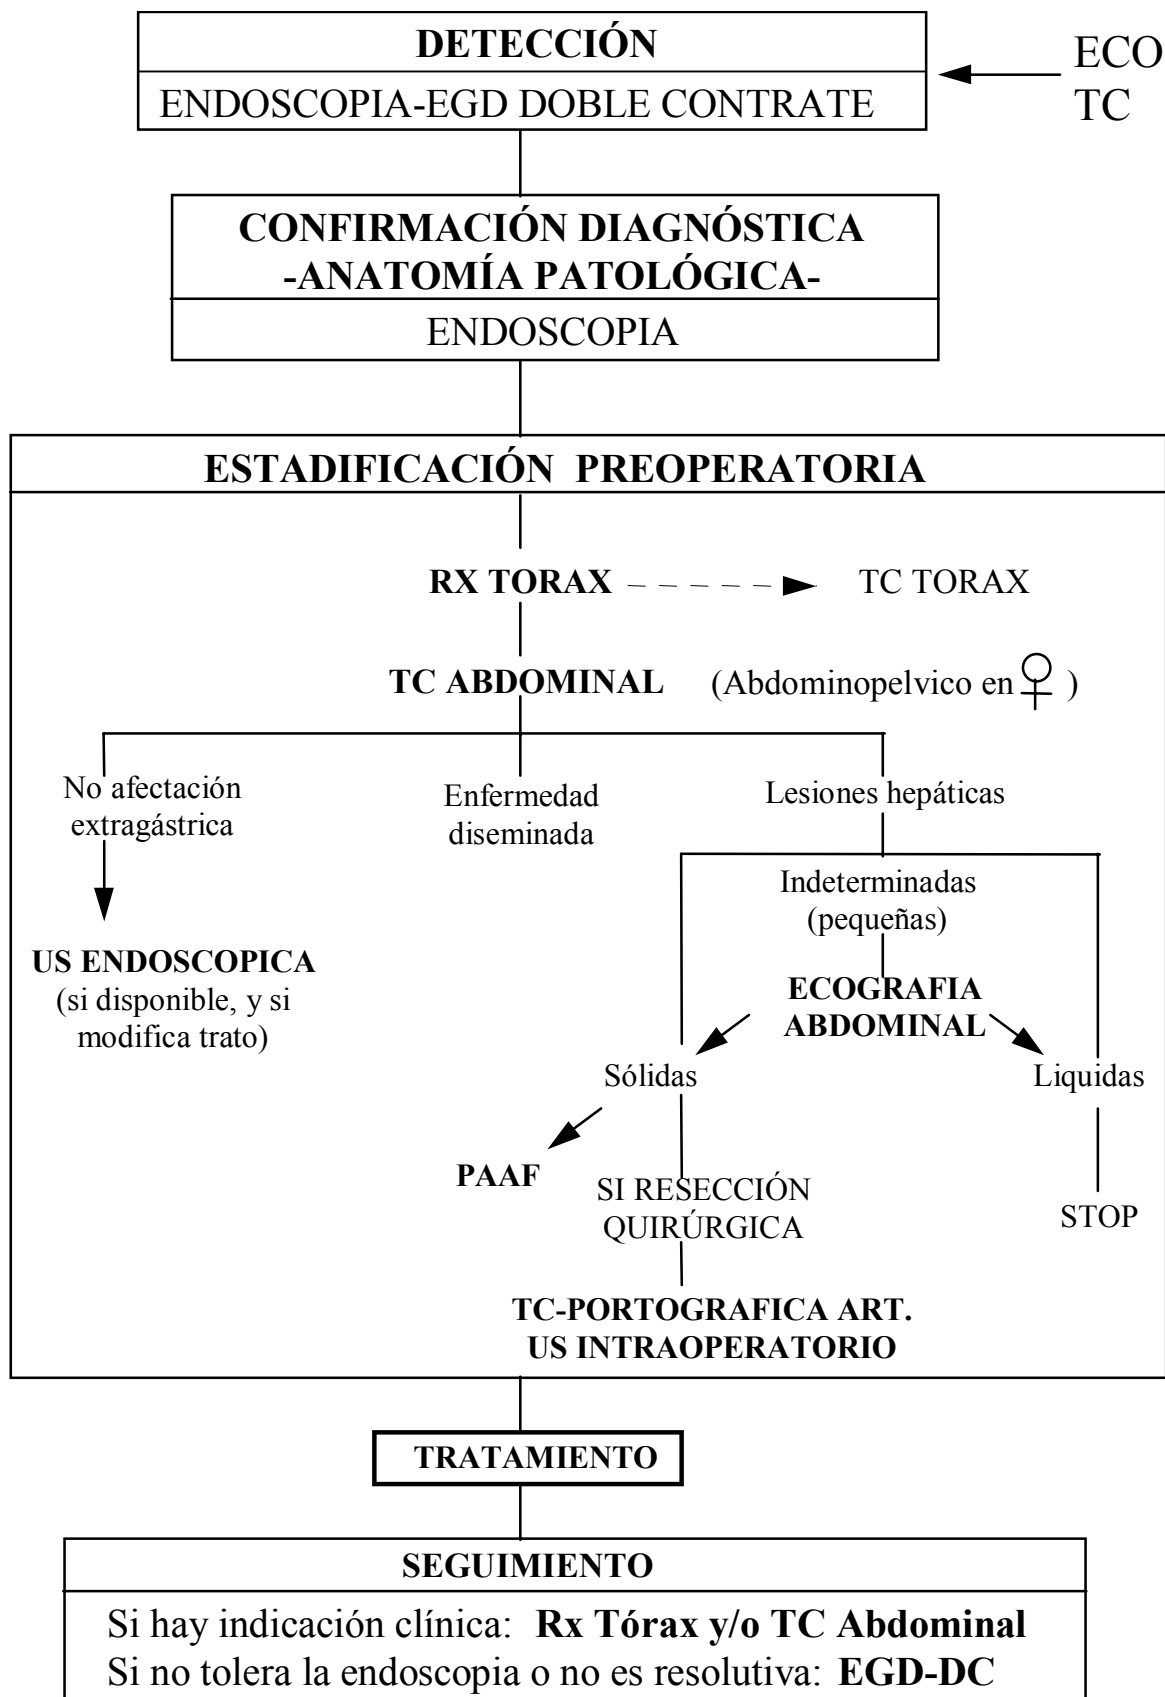 DETECCIÓN
ENDOSCOPIA-EGD DOBLE CONTRATE
ECO
TC
CONFIRMACIÓN DIAGNÓSTICA
-ANATOMÍA PATOLÓGICA-
ENDOSCOPIA
ESTADIFICACIÓN PREOPERATORIA
RX TORAX
TC TORAX
TC ABDOMINAL
(Abdominopelvico en ♀ )
No afectación
extragástrica
Enfermedad
diseminada
Lesiones hepáticas
Indeterminadas
(pequeñas)
US ENDOSCOPICA
(si disponible, y si
modifica trato)
ECOGRAFIA
ABDOMINAL
Sólidas
Liquidas
PAAF
SI RESECCIÓN
QUIRÚRGICA
STOP
TC-PORTOGRAFICA ART.
US INTRAOPERATORIO
TRATAMIENTO
SEGUIMIENTO
Si hay indicación clínica: Rx Tórax y/o TC Abdominal
Si no tolera la endoscopia o no es resolutiva: EGD-DC